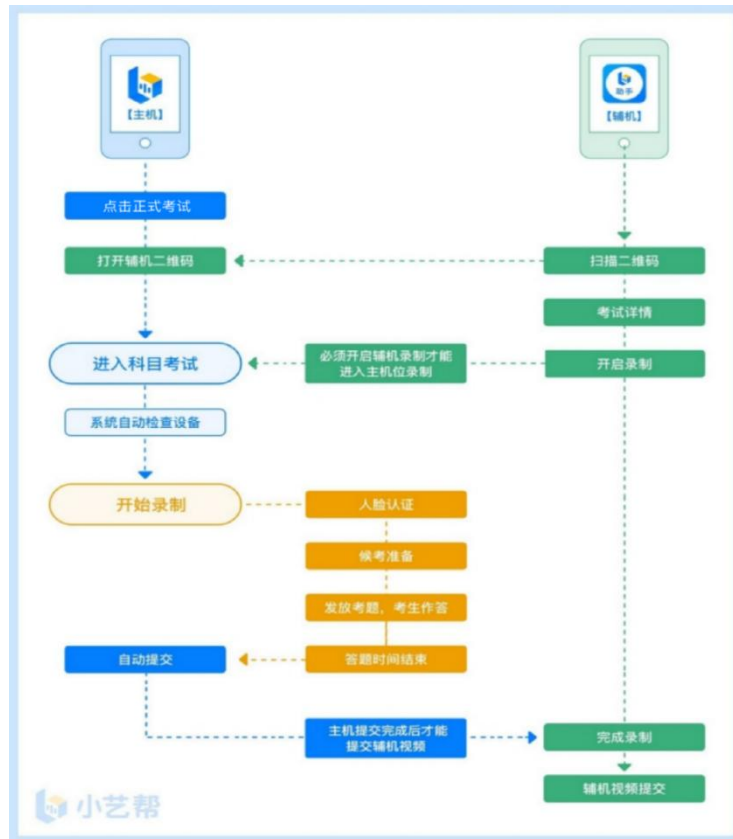 【主机】
助手
【辅机】
点击正式考试
打开辅机二维码
扫描二维码
考试详情
进入科目考试
必须开启辅机录制才能
进入主机位录制
开启录制
系统自动检查设备
开始录制
人脸认证
候考准备
发放考题，考生作答
自动提交
答题时间结束
主机提交完成后才能
提交辅机视频
完成录制
辅机视频提交
小艺帮